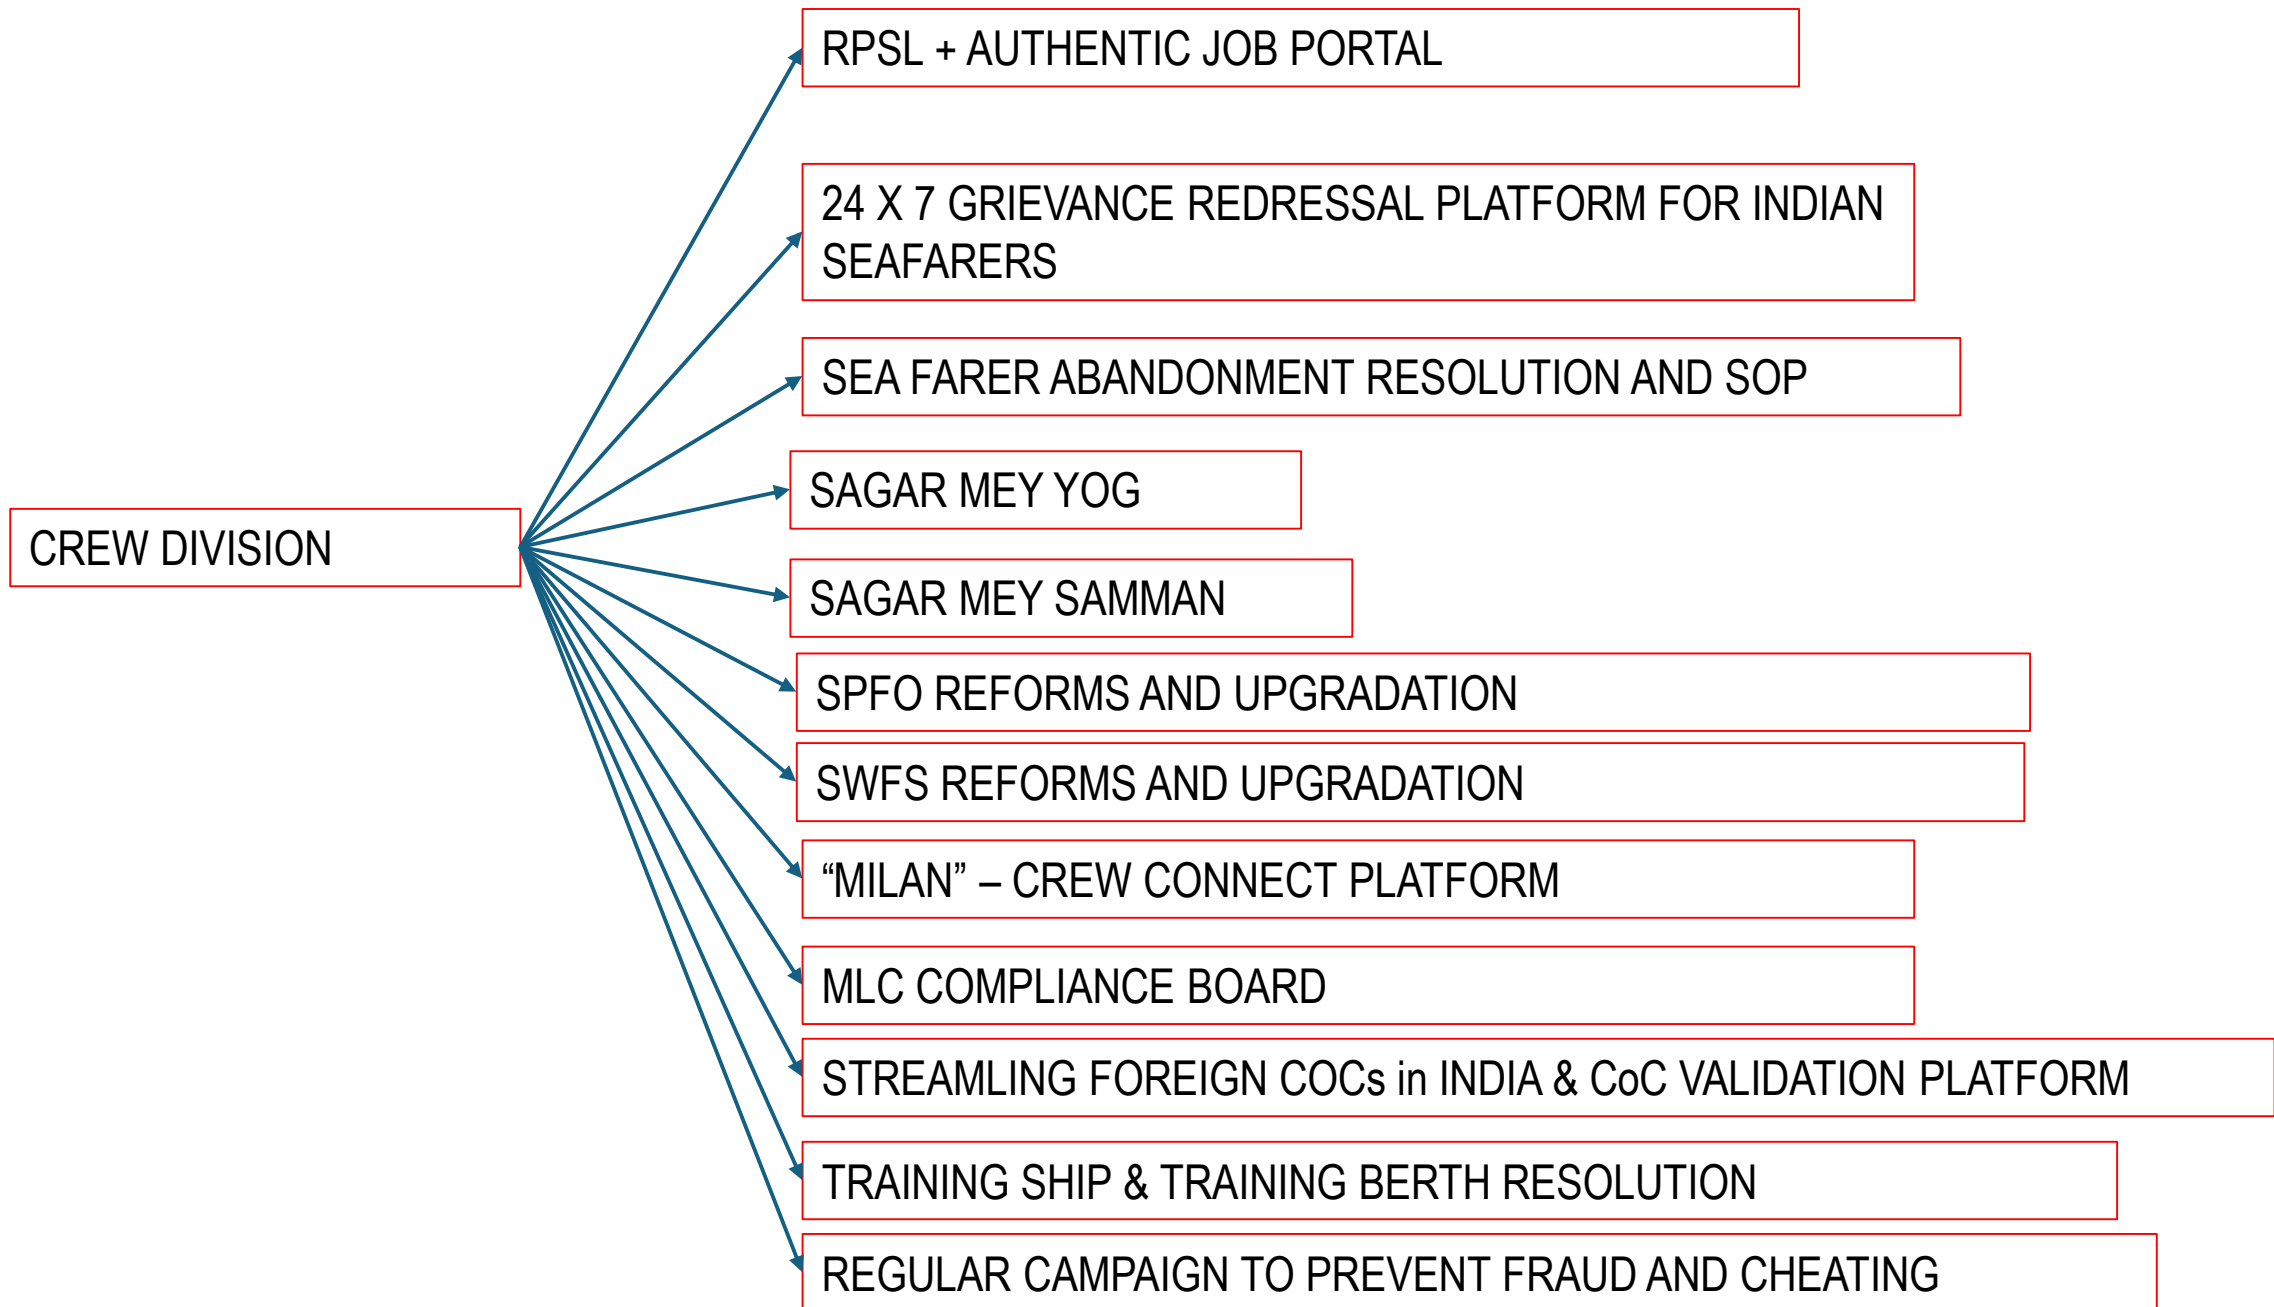 RPSL + AUTHENTIC JOB PORTAL
24 X 7 GRIEVANCE REDRESSAL PLATFORM FOR INDIAN
SEAFARERS
SEA FARER ABANDONMENT RESOLUTION AND SOP
SAGAR MEY YOG
CREW DIVISION
SAGAR MEY SAMMAN
SPFO REFORMS AND UPGRADATION
SWFS REFORMS AND UPGRADATION
“MILAN” – CREW CONNECT PLATFORM
MLC COMPLIANCE BOARD
STREAMLING FOREIGN COCs in INDIA & CoC VALIDATION PLATFORM
TRAINING SHIP & TRAINING BERTH RESOLUTION
REGULAR CAMPAIGN TO PREVENT FRAUD AND CHEATING